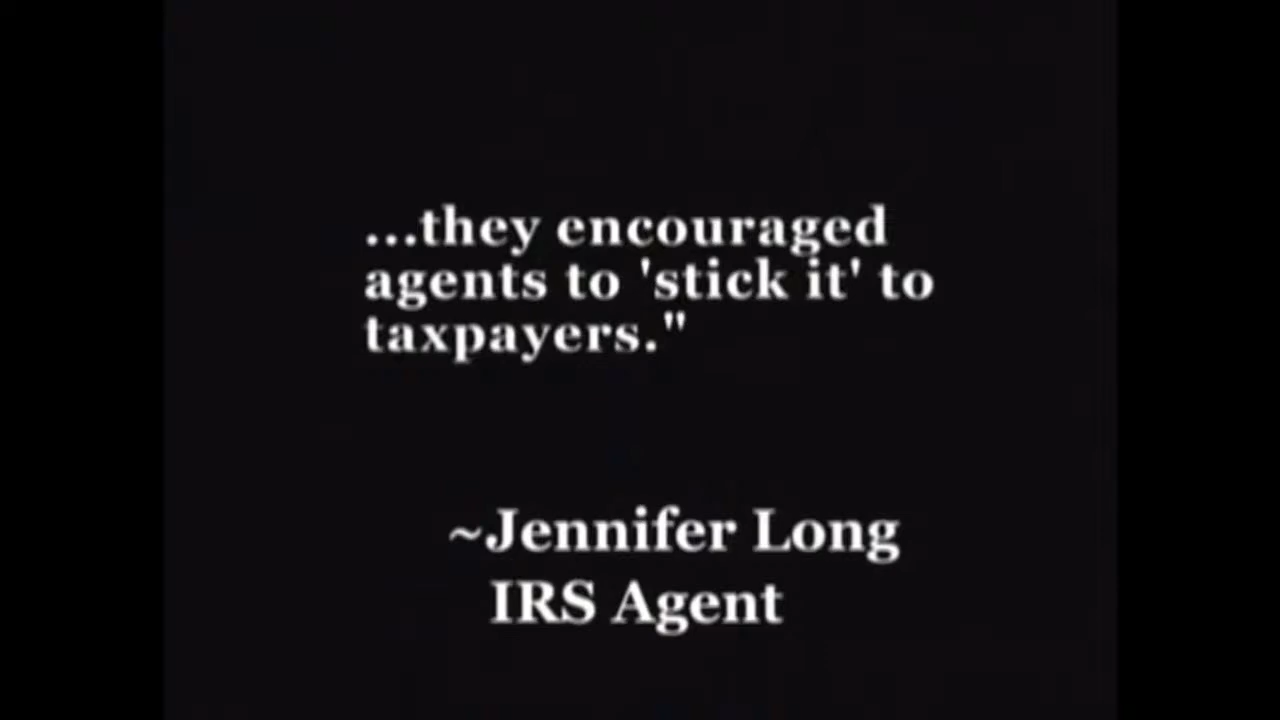 ...they encouraged
agents to 'stick it' to
taxpayers."
~Jennifer Long
IRS Agent